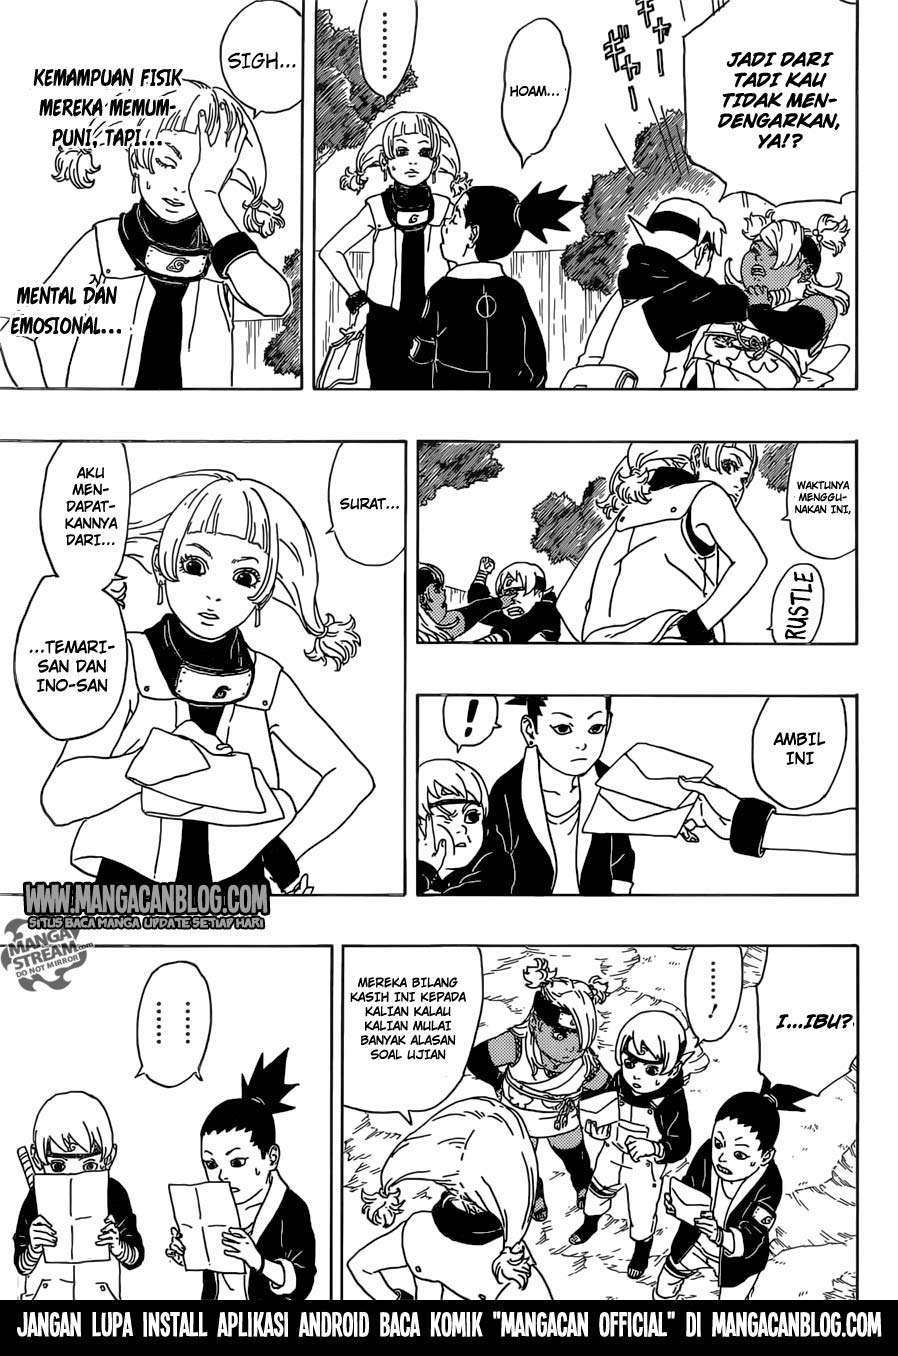 JADI DARI
TADI KAU
TIDAK MEN-
DENGARKAN,
YA!?
HOAM...
SIGH...
KEMAMPUAN FISIK
MEREKA MEMUM-
PUNI, TAPI...
MENTAL DAN
EMOSIONAL...
WAKTUNYA
MENGGU-
NAKAN INI,
RUSTLE
AMBIL
INI
!
SURAT...
AKU
MEN-
DAPAT-
KANNYA
DARI...
...TEMARI-
SAN DAN
INO-SAN
WWW.MANGACANBLOG.COM
SITUS BACA MANGA UPDATE SETIAP HARI
MANGA
STREAM.com
DO NOT MIRROR
I...IBU?
......!
MEREKA BILANG
KASIH INI KEPADA
KALIAN KALAU
KALIAN MULAI
BANYAK ALASAN
SOAL UJIAN
JANGAN LUPA INSTALL APLIKASI ANDROID BACA KOMIK "MANGACAN OFFICIAL" DI MANGACANBLOG.COM